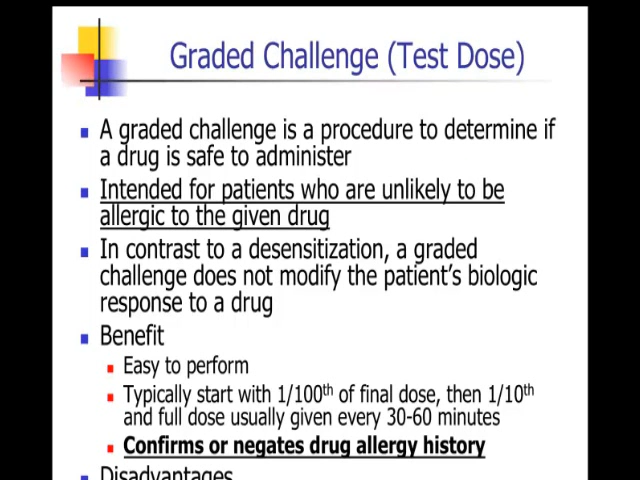 Graded Challenge (Test Dose)
A graded challenge is a procedure to determine if
a drug is safe to administer
Intended for patients who are unlikely to be
allergic to the given drug
In contrast to a desensitization, a graded
challenge does not modify the patient's biologic
response to a drug
Benefit
Easy to perform
Typically start with 1/100th of final dose, then 1/10th
and full dose usually given every 30-60 minutes
Confirms or negates drug allergy history
Disadvantages